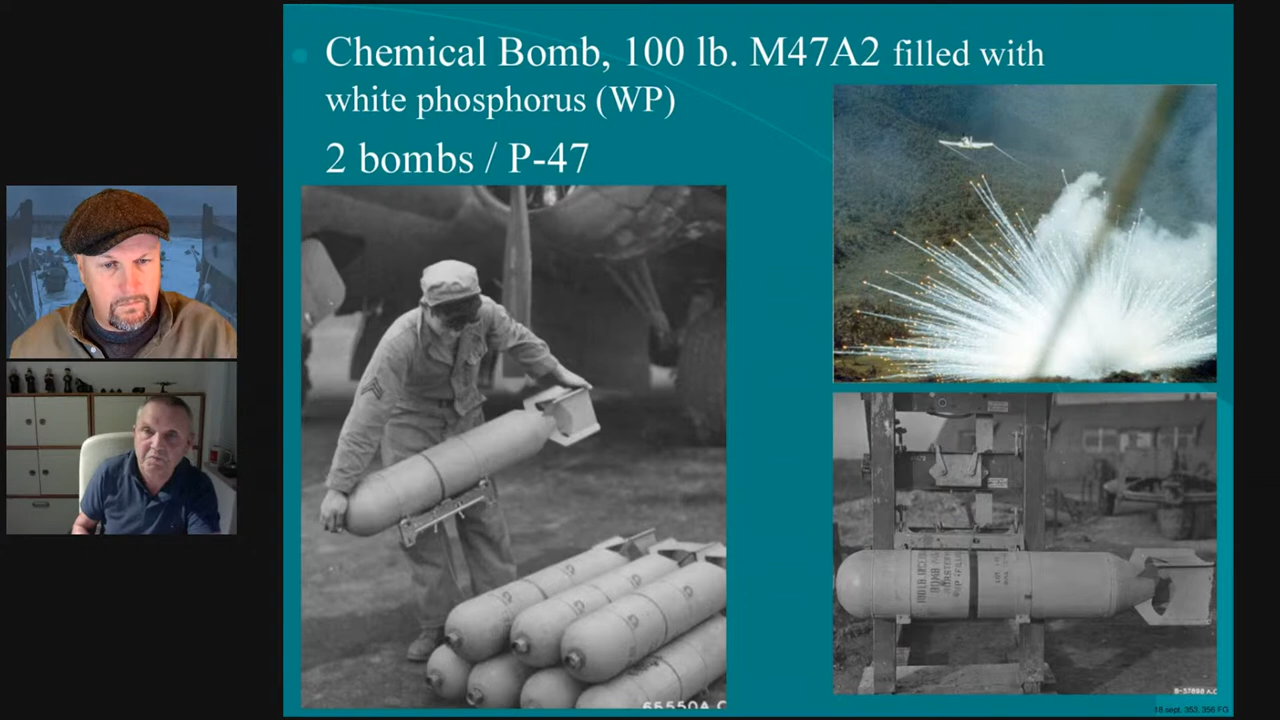 Chemical Bomb, 100 lb. M47A2 filled with
white phosphorus (WP)
2 bombs / P-47
65550 A.C
B-57898 A.C
18 sept. 353, 356 FG